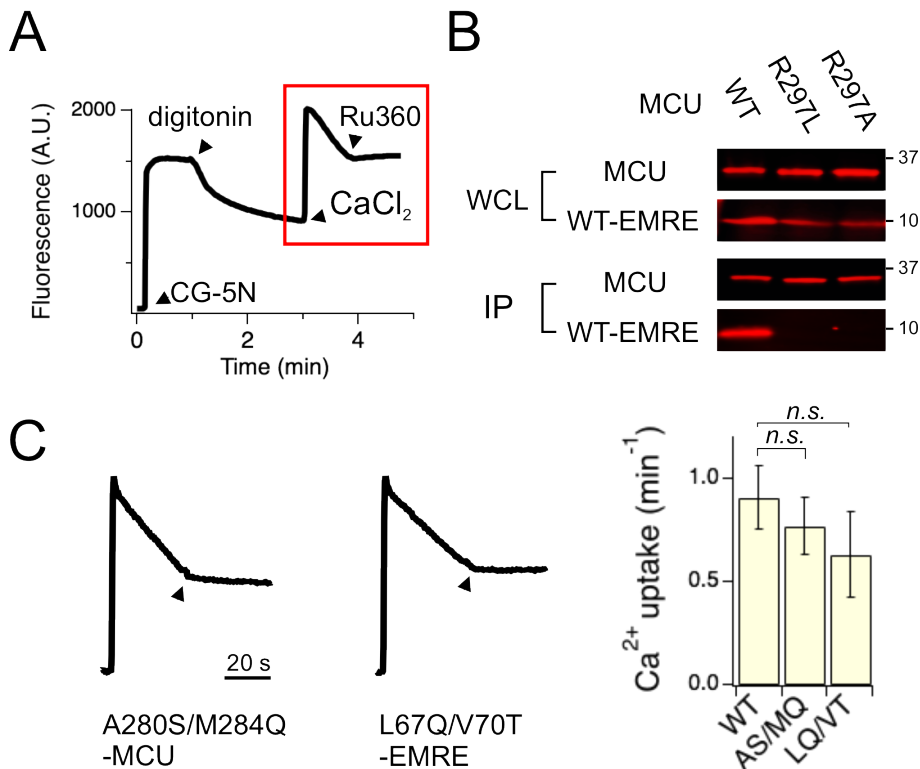 A
Fluorescence (A.U.)
2000
1000
digitonin
Ru360
CaCl₂
CG-5N
0
2
4
Time (min)
B
MCU
WT
R297L
R297A
WCL
MCU
37
WT-EMRE
10
IP
MCU
37
WT-EMRE
10
C
20 s
A280S/M284Q
-MCU
L67Q/V70T
-EMRE
Ca²⁺ uptake (min⁻¹)
n.s.
n.s.
1.0
0.5
0.0
WT
AS/MQ
LQ/VT